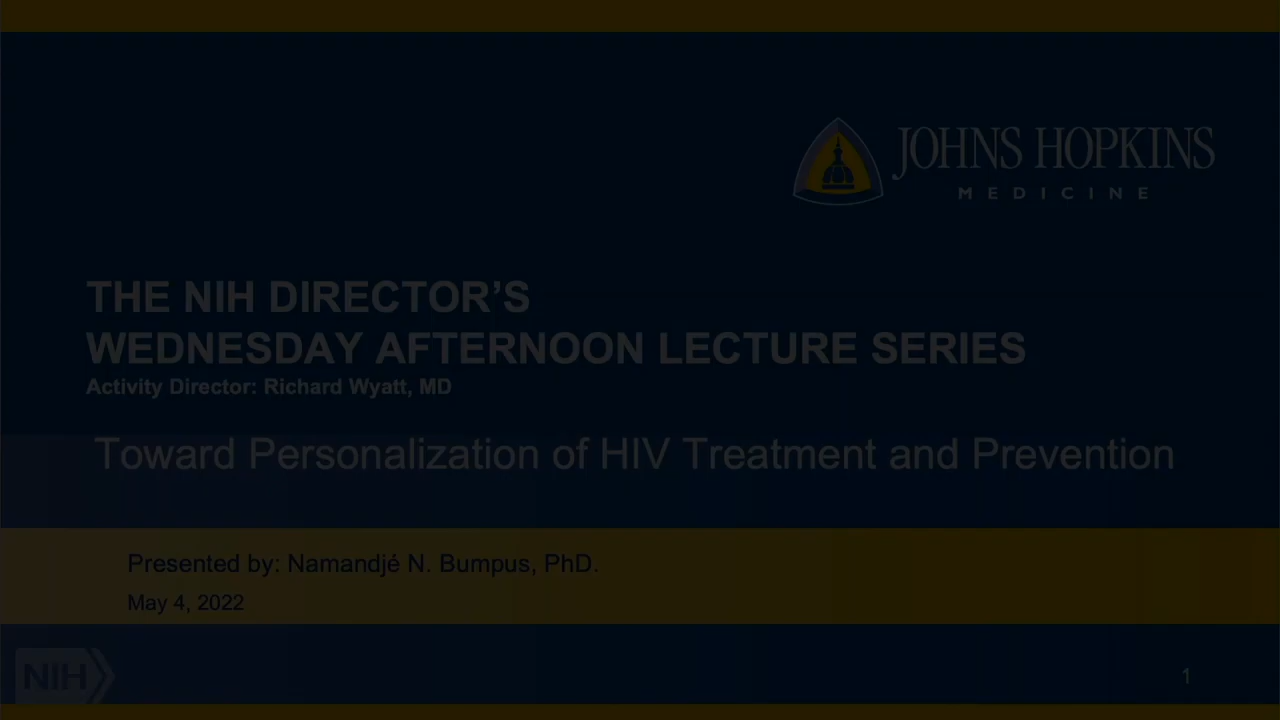 JOHNS HOPKINS
MEDICINE
THE NIH DIRECTOR’S
WEDNESDAY AFTERNOON LECTURE SERIES
Activity Director: Richard Wyatt, MD
Toward Personalization of HIV Treatment and Prevention
Presented by: Namandjé N. Bumpus, PhD.
May 4, 2022
NIH
1